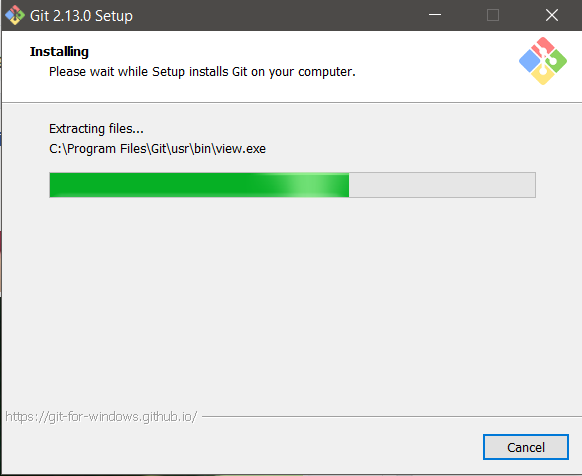 Git 2.13.0 Setup
Installing
Please wait while Setup installs Git on your computer.
Extracting files...
C:\Program Files\Git\usr\bin\view.exe
https://git-for-windows.github.io/
Cancel